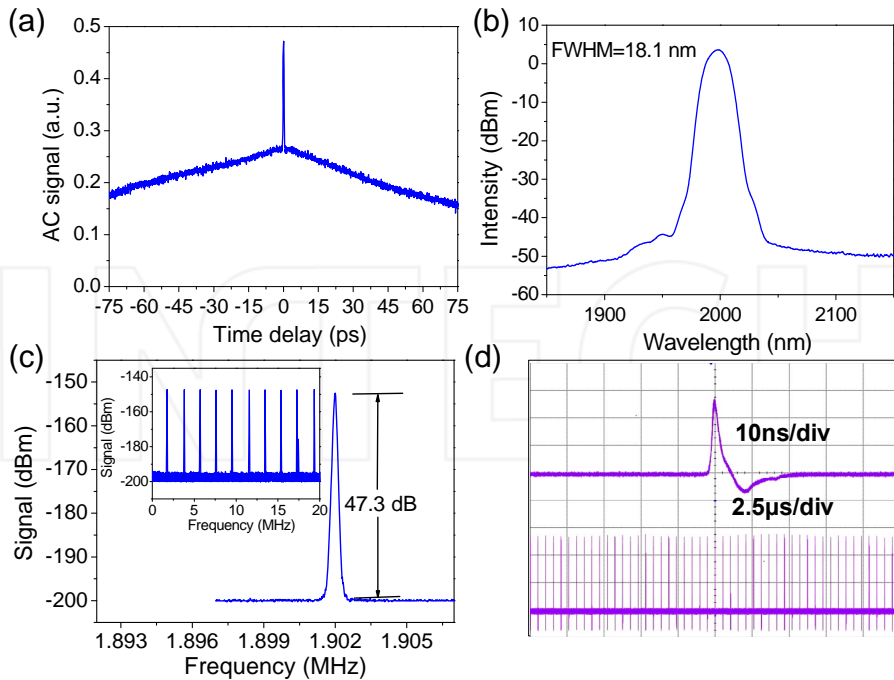 (a)
0.5
0.4
0.3
0.2
0.1
0.0
AC signal (a.u.)
-75 -60 -45 -30 -15 0 15 30 45 60 75
Time delay (ps)
(b)
FWHM=18.1 nm
10
0
-10
-20
-30
-40
-50
-60
Intensity (dBm)
1900 2000 2100
Wavelength (nm)
(c)
-150
-160
-170
-180
-190
-200
Signal (dBm)
1.893 1.896 1.899 1.902 1.905
Frequency (MHz)
-140
-160
-180
-200
Signal (dBm)
0 5 10 15 20
Frequency (MHz)
47.3 dB
(d)
10ns/div
2.5μs/div
INTECH